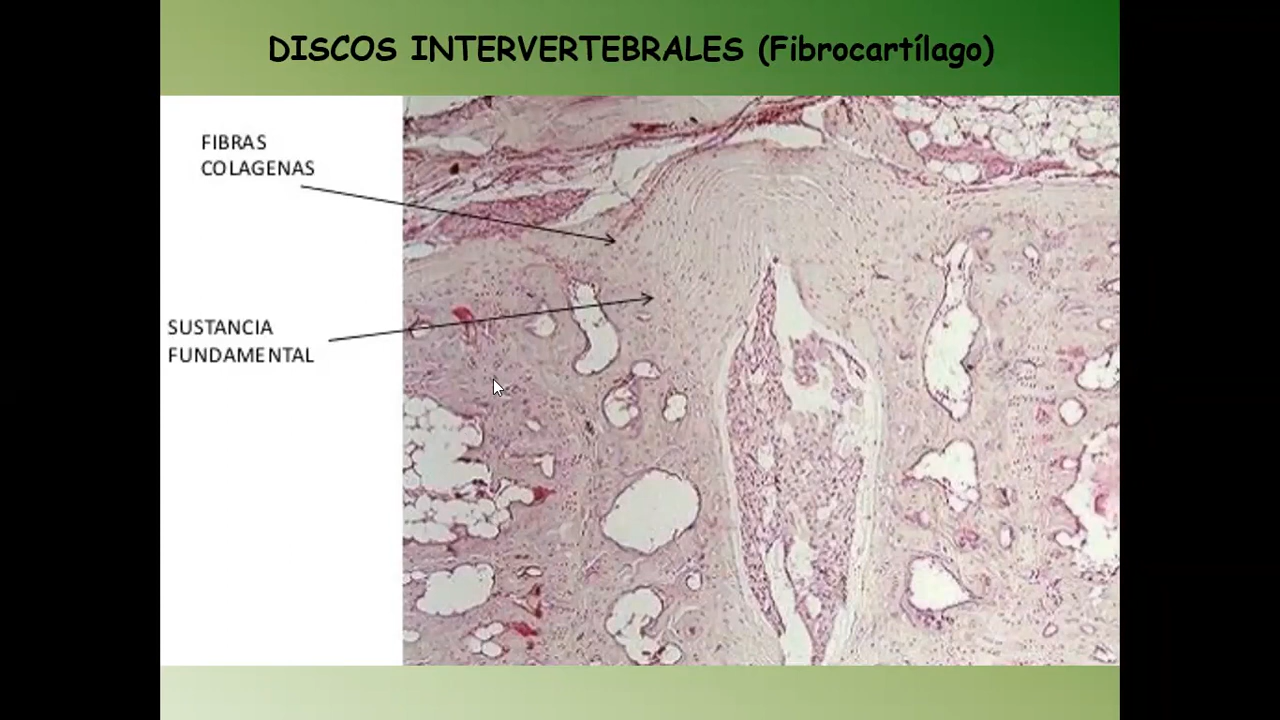 DISCOS INTERVERTEBRALES (Fibrocartílago)
FIBRAS
COLAGENAS
SUSTANCIA
FUNDAMENTAL